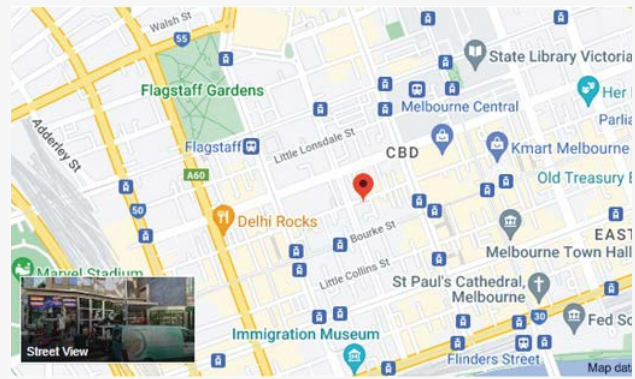 Walsh St
55
State Library Victoria
Flagstaff Gardens
Her
Melbourne Central
Parlia
Adderley St
Little Lonsdale St
Flagstaff
CBD
Kmart Melbourne
A60
Old Treasury
50
Delhi Rocks
Bourke St
EAST
Melbourne Town Hall
Marvel Stadium
Little Collins St
St Paul's Cathedral,
Melbourne
30
Fed Sq
Immigration Museum
Street View
Flinders Street
Map dat